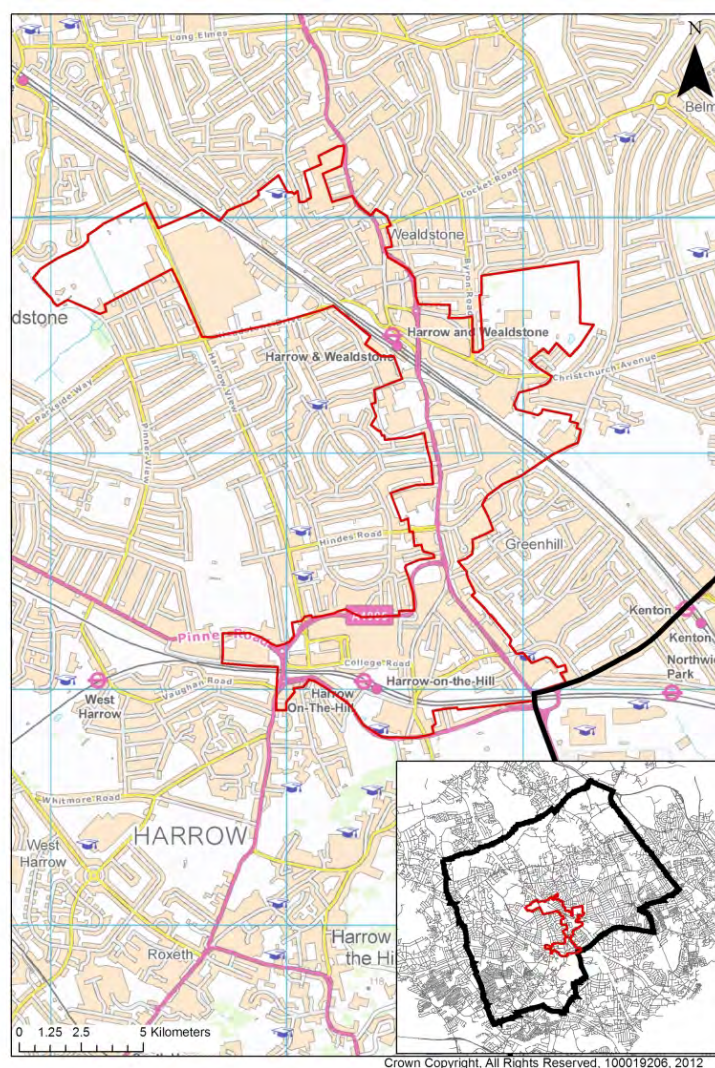 N
Long Elmes
Belm
Locket Road
Wealdstone
Byron Road
dstone
Harrow and Wealdstone
Harrow & Wealdstone
Christchurch Avenue
Parkside Way
Harrow View
Pinner View
Hindes Road
Greenhill
Kenton
Kenton
Pinner Road
College Road
Northwick
Park
West
Harrow
Vaughan Road
Harrow-on-the-Hill
Harrow
On-The-Hill
Whitmore Road
West
Harrow
HARROW
Harrow
the Hi
Roxeth
0 1.25 2.5 5 Kilometers
Crown Copyright, All Rights Reserved, 100019206, 2012